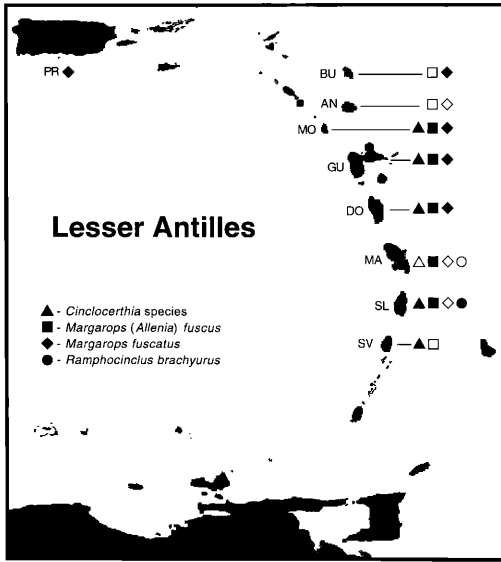 PR
BU
AN
MO
GU
DO
Lesser Antilles
MA
SL
SV
- Cinclocerthia species
- Margarops (Allenia) fuscus
- Margarops fuscatus
- Ramphocinclus brachyurus